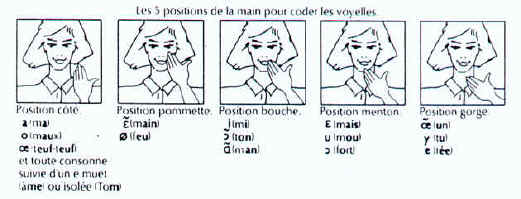 Les 5 positions de la main pour coder les voyelles
Position côté
a (ma)
o (maux)
œ (teuf-teuf)
et toute consonne
suivie d'un e muet
(âme) ou isolée (Tom)
Position pommette.
ɛ̃ (main)
ø (feu)
Position bouche.
i (mi)
ɔ̃ (ton)
ɑ̃ (man)
Position menton.
ɛ (mais)
u (mou)
ɔ (fort)
Position gorge
œ̃ (un)
y (tu)
e (fée)